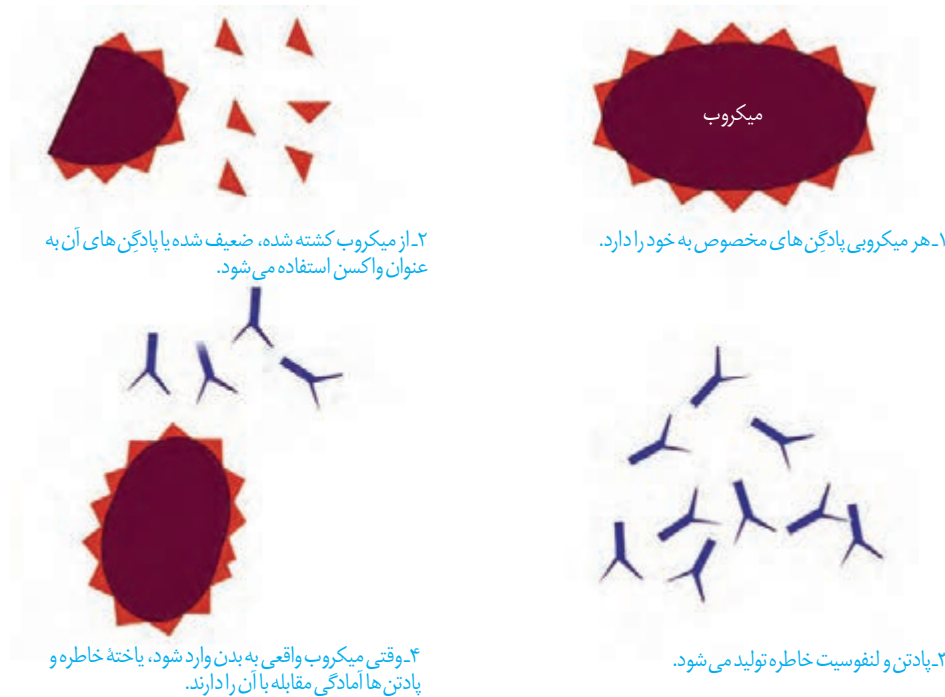 میکروب
۱ـ هر میکروبی پادگِن های مخصوص به خود را دارد.
۲ـ از میکروب کشته شده، ضعیف شده یا پادگِن های آن به
عنوان واکسن استفاده می‌شود.
۳ـ پادتن و لنفوسیت خاطره تولید می‌شود.
۴ـ وقتی میکروب واقعی به بدن وارد شود، یاختهٔ خاطره و
پادتن ها آمادگی مقابله با آن را دارند.